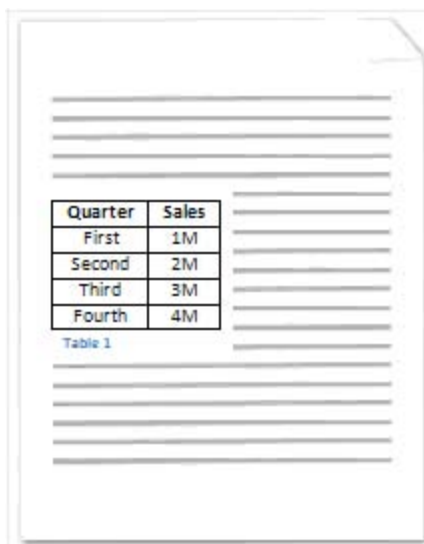 Quarter Sales
First 1M
Second 2M
Third 3M
Fourth 4M
Table 1